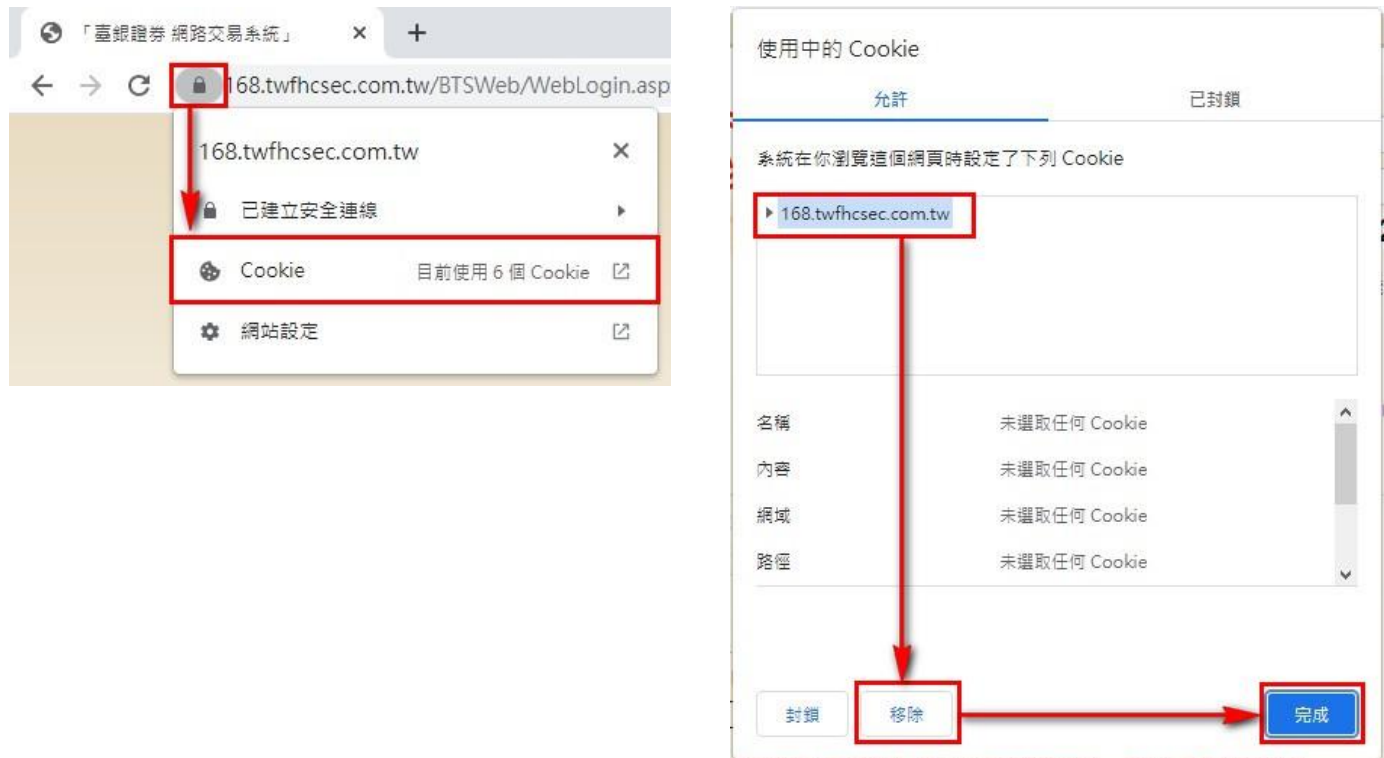 「臺銀證券 網路交易系統」
168.twfhcsec.com.tw/BTSWeb/WebLogin.asp
168.twfhcsec.com.tw
已建立安全連線
Cookie 目前使用 6 個 Cookie
網站設定
使用中的 Cookie
允許 已封鎖
系統在你瀏覽這個網頁時設定了下列 Cookie
168.twfhcsec.com.tw
名稱 未選取任何 Cookie
內容 未選取任何 Cookie
網域 未選取任何 Cookie
路徑 未選取任何 Cookie
封鎖 移除 完成